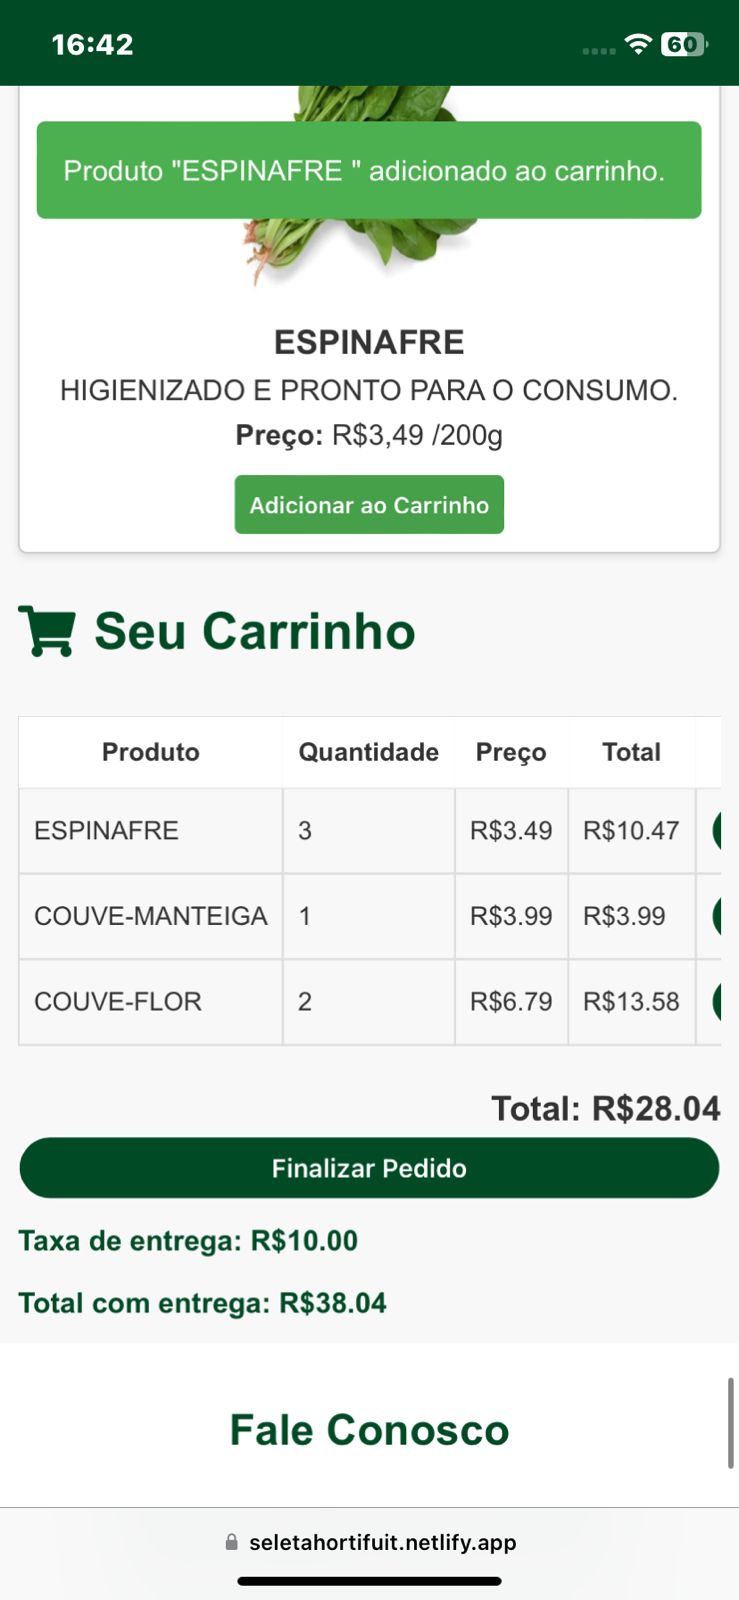 16:42
60
Produto "ESPINAFRE " adicionado ao carrinho.
ESPINAFRE
HIGIENIZADO E PRONTO PARA O CONSUMO.
Preço: R$3,49 /200g
Adicionar ao Carrinho
Seu Carrinho
Produto Quantidade Preço Total
ESPINAFRE 3 R$3.49 R$10.47
COUVE-MANTEIGA 1 R$3.99 R$3.99
COUVE-FLOR 2 R$6.79 R$13.58
Total: R$28.04
Finalizar Pedido
Taxa de entrega: R$10.00
Total com entrega: R$38.04
Fale Conosco
seletahortifuit.netlify.app